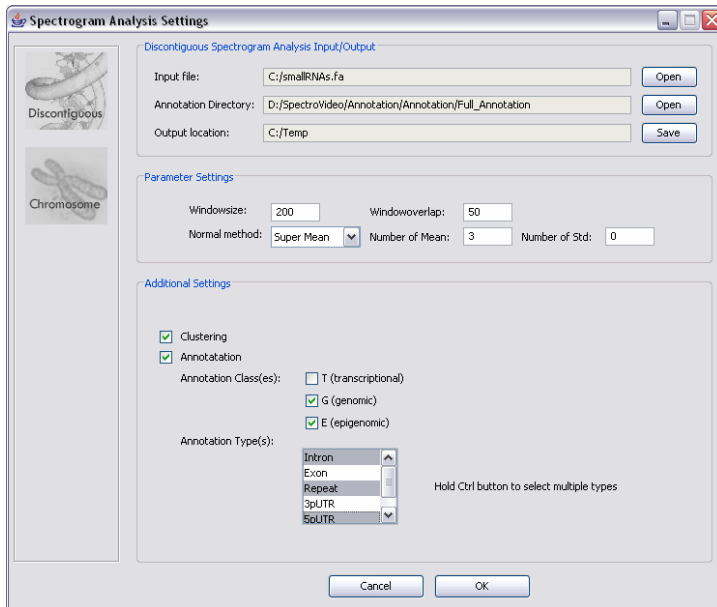 Spectrogram Analysis Settings
Discontiguous Spectrogram Analysis Input/Output
Input file: C:/smallRNAs.fa Open
Annotation Directory: D:/SpectroVideo/Annotation/Annotation/Full_Annotation Open
Output location: C:/Temp Save
Discontiguous
Chromosome
Parameter Settings
Windowsize: 200 Windowoverlap: 50
Normal method: Super Mean Number of Mean: 3 Number of Std: 0
Additional Settings
Clustering
Annotatation
Annotation Class(es): T (transcriptional)
G (genomic)
E (epigenomic)
Annotation Type(s):
Intron
Exon
Repeat
3pUTR
5pUTR
Hold Ctrl button to select multiple types
Cancel OK